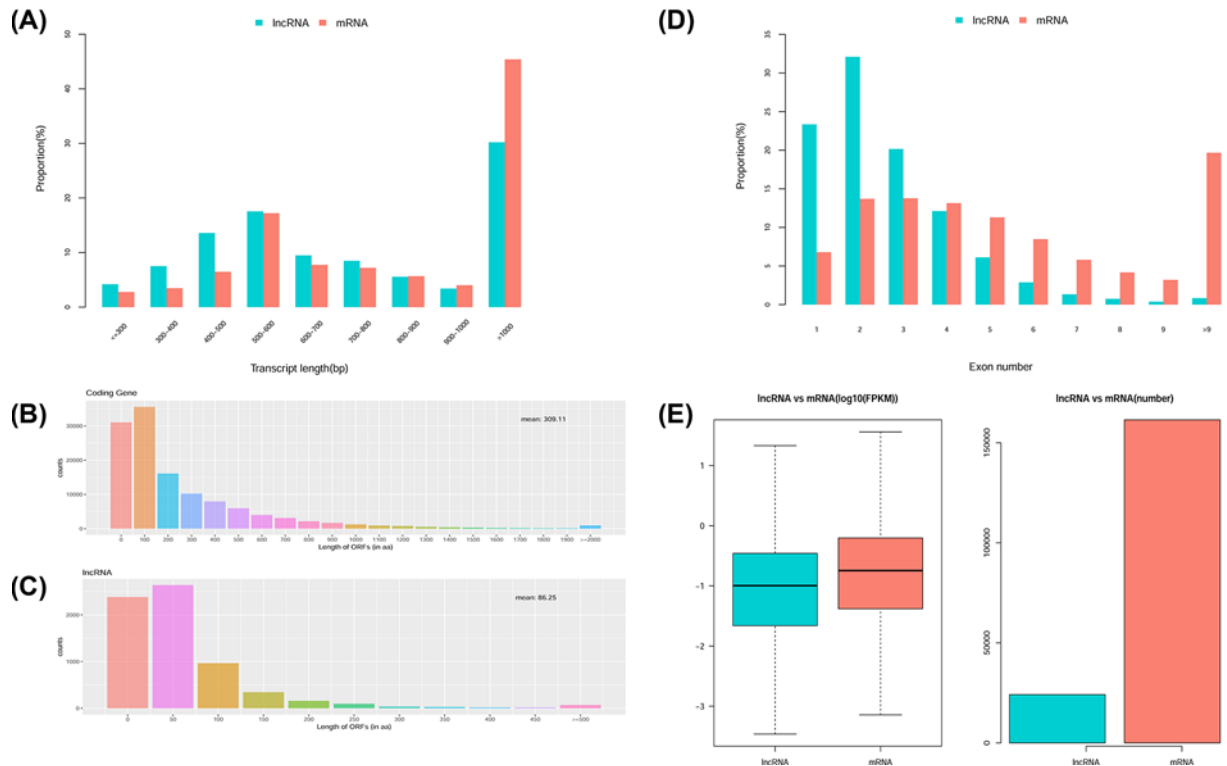 (A)
lncRNA mRNA
50
40
30
20
10
0
Proportion(%)
<=300 300-400 400-500 500-600 600-700 700-800 800-900 900-1000 >1000
Transcript length(bp)
(B)
Coding Gene
mean: 309.11
30000
20000
10000
0
counts
0 100 200 300 400 500 600 700 800 900 1000 1100 1200 1300 1400 1500 1600 1700 1800 1900 >=2000
Length of ORFs (in aa)
(C)
lncRNA
mean: 86.25
2000
1000
0
counts
0 50 100 150 200 250 300 350 400 450 >=500
Length of ORFs (in aa)
(D)
lncRNA mRNA
35
30
25
20
15
10
5
0
Proportion(%)
1 2 3 4 5 6 7 8 9 >9
Exon number
(E)
lncRNA vs mRNA(log10(FPKM))
1
0
-1
-2
-3
lncRNA mRNA
lncRNA vs mRNA(number)
150000
100000
50000
0
lncRNA mRNA